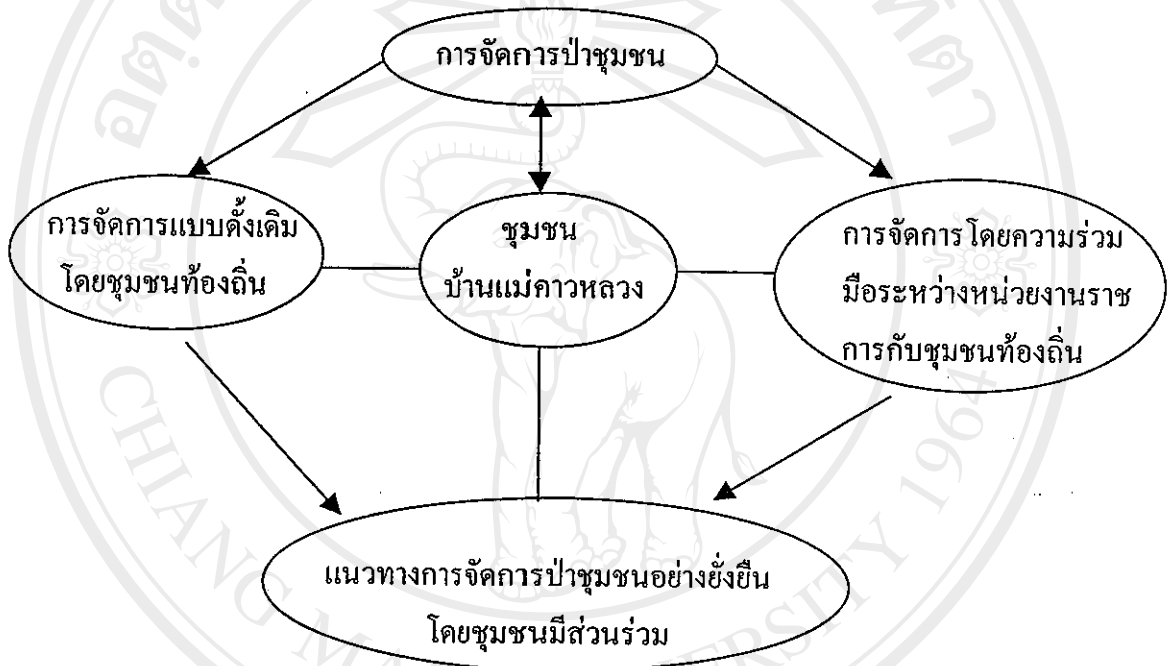 การจัดการป่าชุมชน
การจัดการแบบดั้งเดิม
โดยชุมชนท้องถิ่น
ชุมชน
บ้านแม่คาวหลวง
การจัดการโดยความร่วม
มือระหว่างหน่วยงานราช
การกับชุมชนท้องถิ่น
แนวทางการจัดการป่าชุมชนอย่างยั่งยืน
โดยชุมชนมีส่วนร่วม
1964